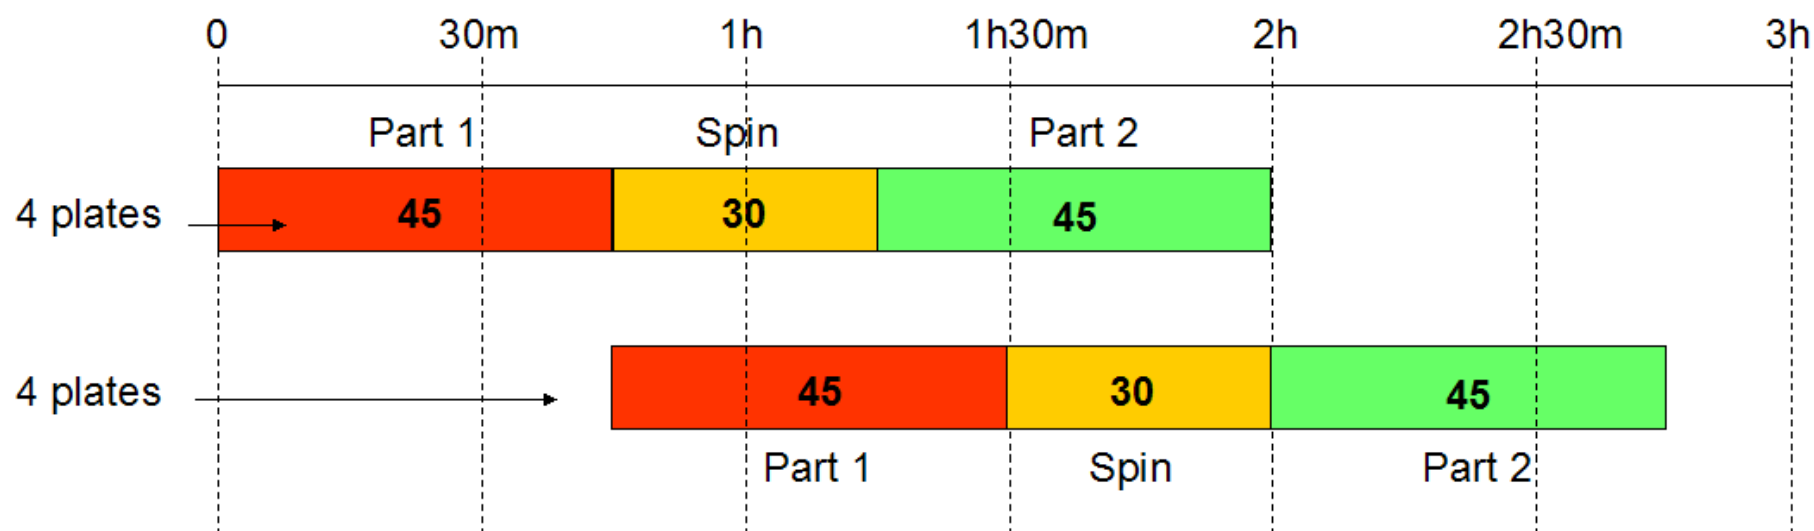 0 30m 1h 1h30m 2h 2h30m 3h
Part 1 Spin Part 2
4 plates 45 30 45
4 plates 45 30 45
Part 1 Spin Part 2